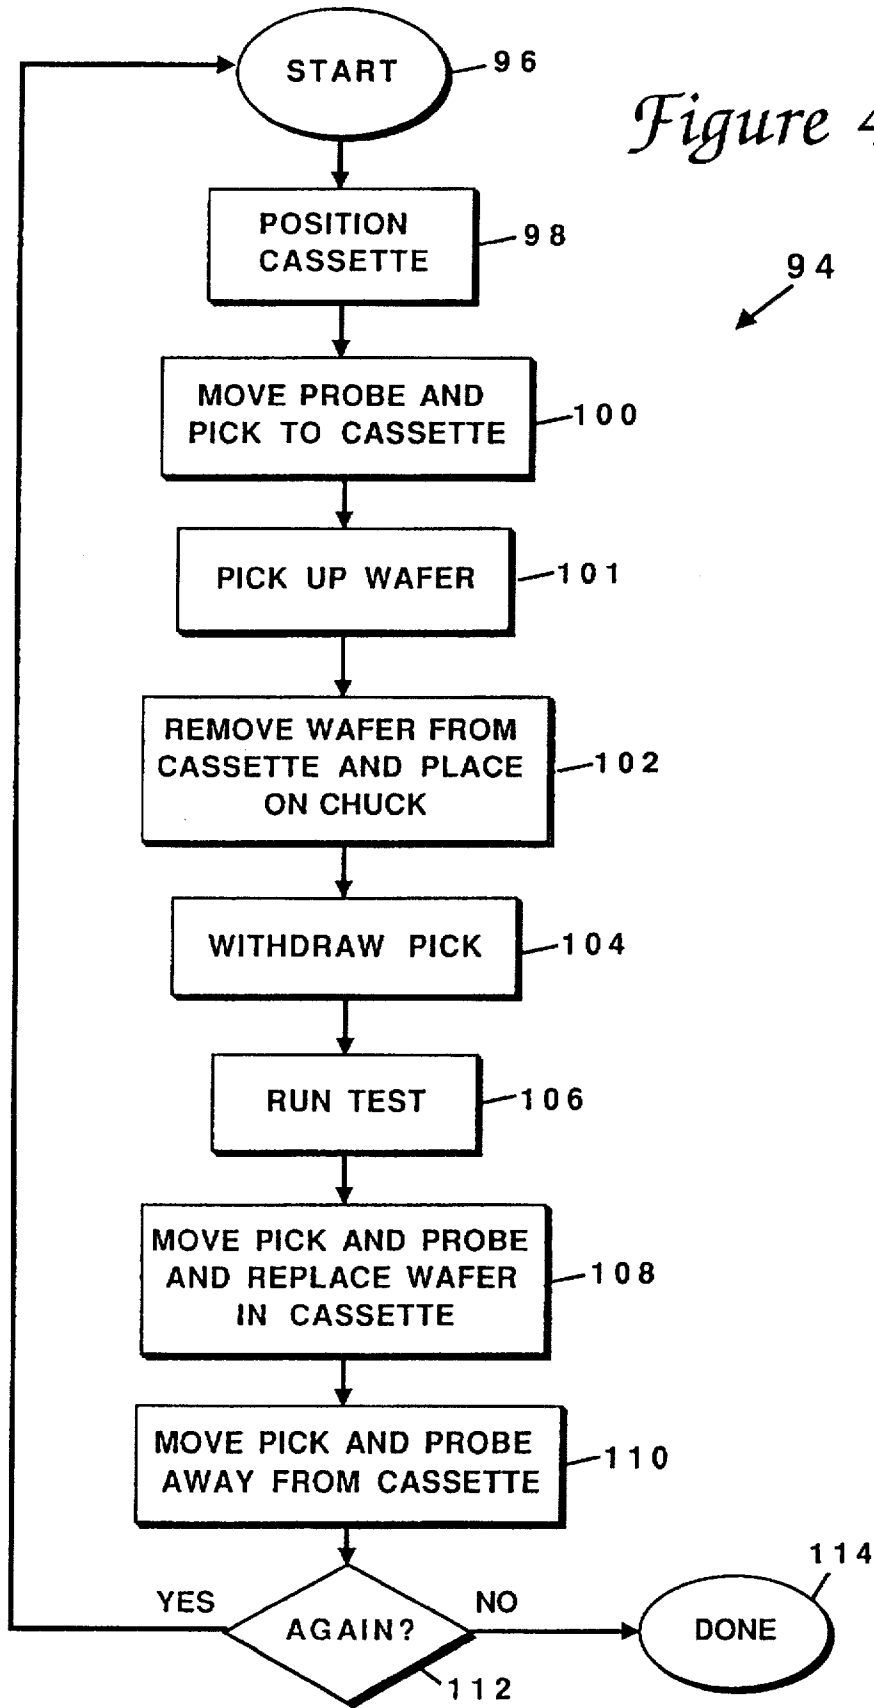 START
96
Figure 4
POSITION
CASSETTE
98
94
MOVE PROBE AND
PICK TO CASSETTE
100
PICK UP WAFER
101
REMOVE WAFER FROM
CASSETTE AND PLACE
ON CHUCK
102
WITHDRAW PICK
104
RUN TEST
106
MOVE PICK AND PROBE
AND REPLACE WAFER
IN CASSETTE
108
MOVE PICK AND PROBE
AWAY FROM CASSETTE
110
YES
AGAIN?
NO
112
DONE
114